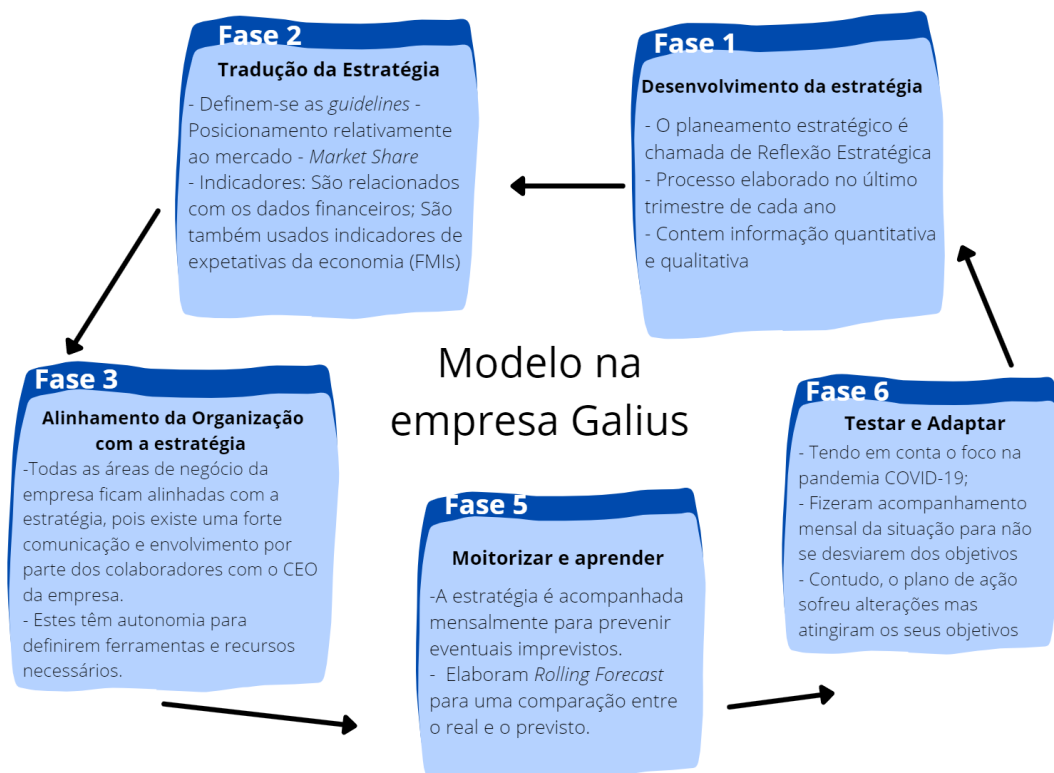 Fase 1
Desenvolvimento da estratégia
- O planeamento estratégico é
chamada de Reflexão Estratégica
- Processo elaborado no último
trimestre de cada ano
- Contem informação quantitativa
e qualitativa
Fase 2
Tradução da Estratégia
- Definem-se as guidelines -
Posicionamento relativamente
ao mercado - Market Share
- Indicadores: São relacionados
com os dados financeiros; São
também usados indicadores de
expetativas da economia (FMIs)
Modelo na
empresa Galius
Fase 3
Alinhamento da Organização
com a estratégia
-Todas as áreas de negócio da
empresa ficam alinhadas com a
estratégia, pois existe uma forte
comunicação e envolvimento por
parte dos colaboradores com o CEO
da empresa.
- Estes têm autonomia para
definirem ferramentas e recursos
necessários.
Fase 5
Moitorizar e aprender
-A estratégia é acompanhada
mensalmente para prevenir
eventuais imprevistos.
- Elaboram Rolling Forecast
para uma comparação entre
o real e o previsto.
Fase 6
Testar e Adaptar
- Tendo em conta o foco na
pandemia COVID-19;
- Fizeram acompanhamento
mensal da situação para não
se desviarem dos objetivos
- Contudo, o plano de ação
sofreu alterações mas
atingiram os seus objetivos